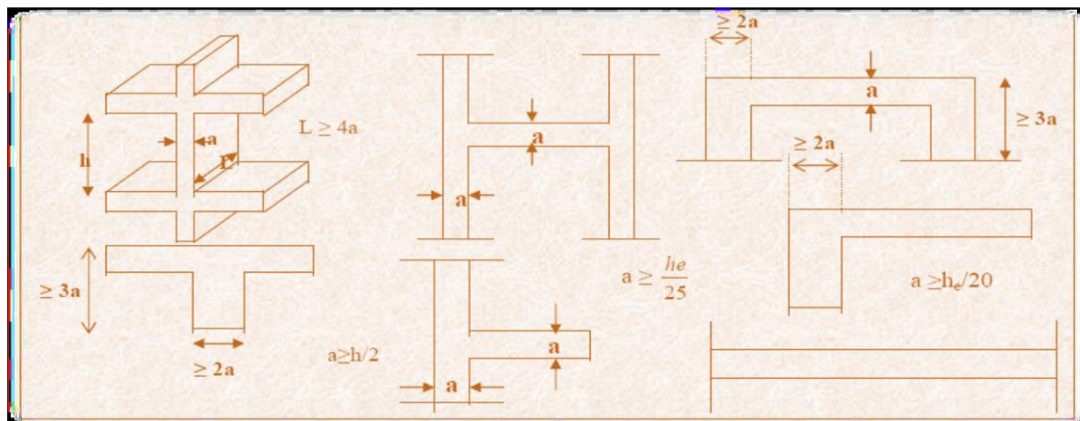 h
a
L
L ≥ 4a
≥ 3a
≥ 2a
a≥h/2
a
a
a ≥ he/25
a
a
≥ 2a
a
≥ 3a
≥ 2a
a ≥he/20